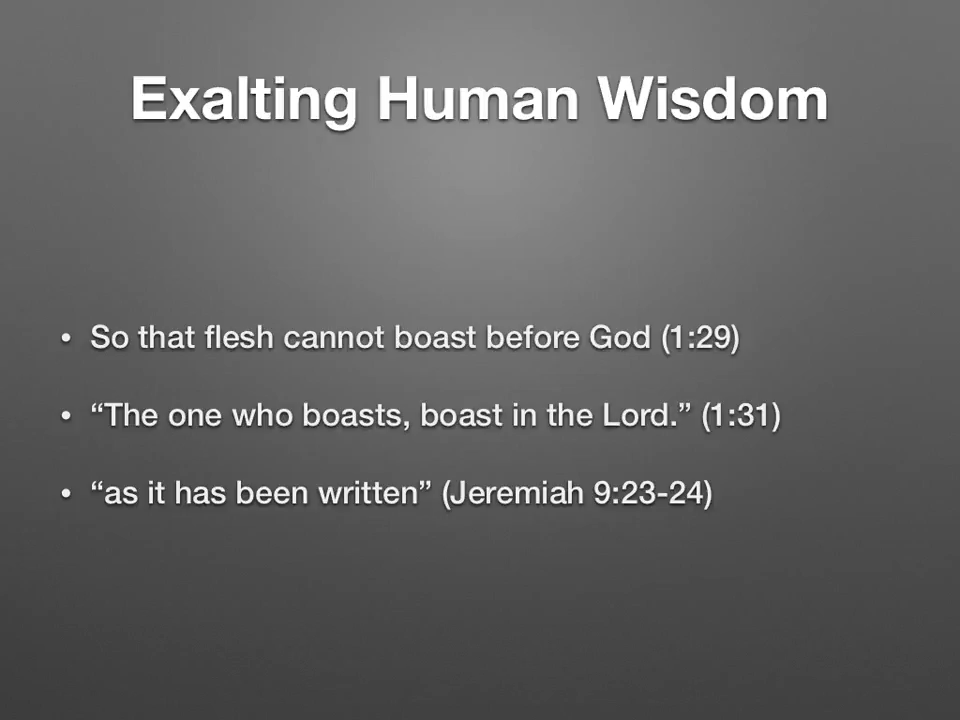 Exalting Human Wisdom
• So that flesh cannot boast before God (1:29)
• “The one who boasts, boast in the Lord.” (1:31)
• “as it has been written” (Jeremiah 9:23-24)